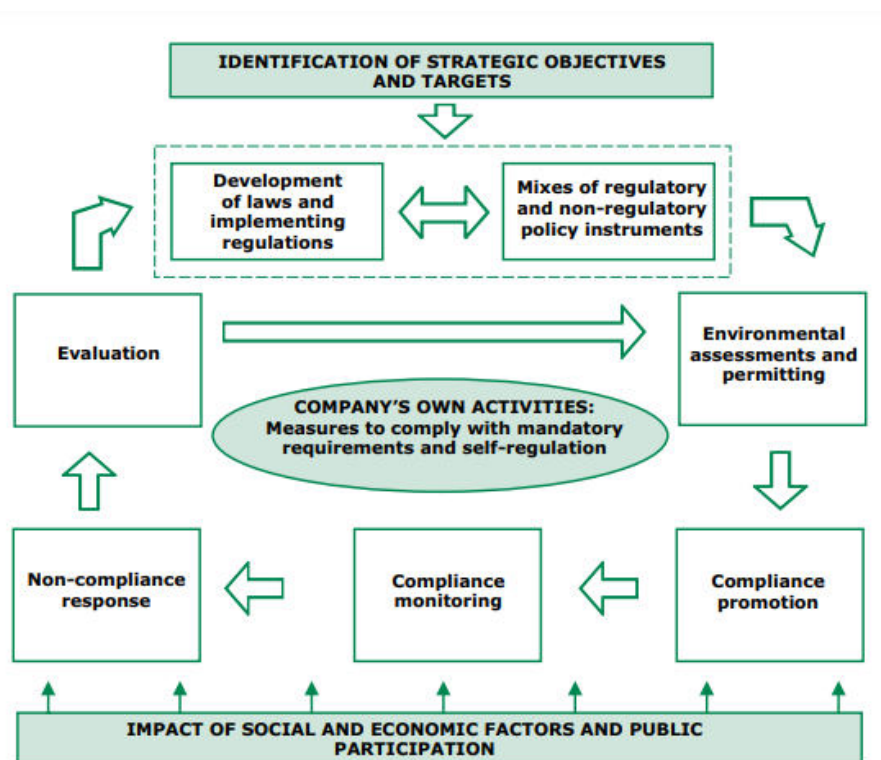 IDENTIFICATION OF STRATEGIC OBJECTIVES
AND TARGETS
Development
of laws and
implementing
regulations
Mixes of regulatory
and non-regulatory
policy instruments
Evaluation
Environmental
assessments and
permitting
COMPANY’S OWN ACTIVITIES:
Measures to comply with mandatory
requirements and self-regulation
Non-compliance
response
Compliance
monitoring
Compliance
promotion
IMPACT OF SOCIAL AND ECONOMIC FACTORS AND PUBLIC
PARTICIPATION